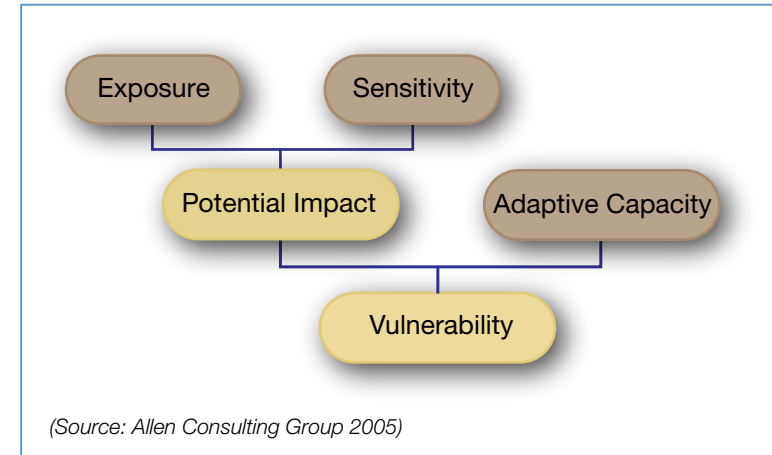 Exposure
Sensitivity
Potential Impact
Adaptive Capacity
Vulnerability
(Source: Allen Consulting Group 2005)